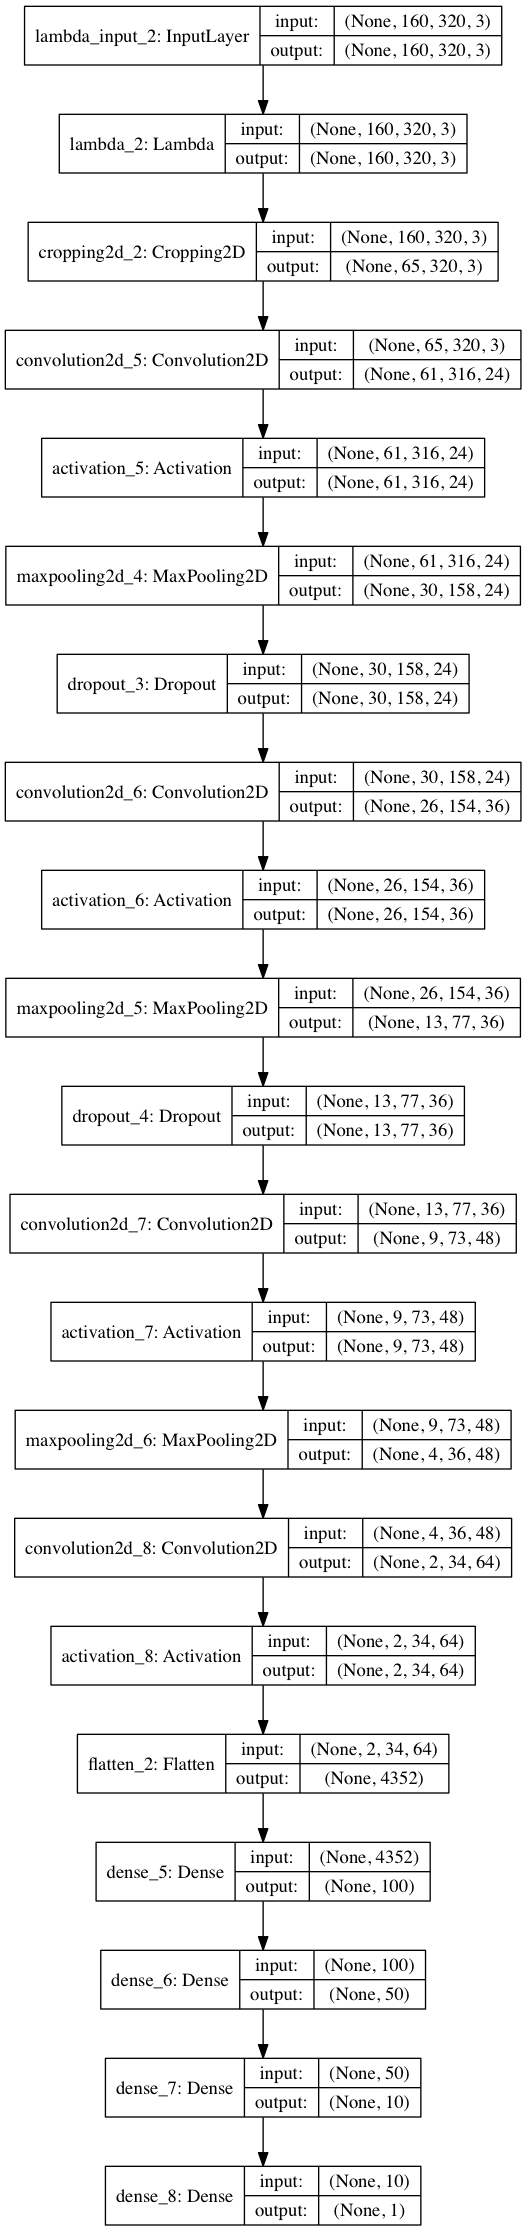 lambda_input_2: InputLayer
input: (None, 160, 320, 3)
output: (None, 160, 320, 3)
lambda_2: Lambda
input: (None, 160, 320, 3)
output: (None, 160, 320, 3)
cropping2d_2: Cropping2D
input: (None, 160, 320, 3)
output: (None, 65, 320, 3)
convolution2d_5: Convolution2D
input: (None, 65, 320, 3)
output: (None, 61, 316, 24)
activation_5: Activation
input: (None, 61, 316, 24)
output: (None, 61, 316, 24)
maxpooling2d_4: MaxPooling2D
input: (None, 61, 316, 24)
output: (None, 30, 158, 24)
dropout_3: Dropout
input: (None, 30, 158, 24)
output: (None, 30, 158, 24)
convolution2d_6: Convolution2D
input: (None, 30, 158, 24)
output: (None, 26, 154, 36)
activation_6: Activation
input: (None, 26, 154, 36)
output: (None, 26, 154, 36)
maxpooling2d_5: MaxPooling2D
input: (None, 26, 154, 36)
output: (None, 13, 77, 36)
dropout_4: Dropout
input: (None, 13, 77, 36)
output: (None, 13, 77, 36)
convolution2d_7: Convolution2D
input: (None, 13, 77, 36)
output: (None, 9, 73, 48)
activation_7: Activation
input: (None, 9, 73, 48)
output: (None, 9, 73, 48)
maxpooling2d_6: MaxPooling2D
input: (None, 9, 73, 48)
output: (None, 4, 36, 48)
convolution2d_8: Convolution2D
input: (None, 4, 36, 48)
output: (None, 2, 34, 64)
activation_8: Activation
input: (None, 2, 34, 64)
output: (None, 2, 34, 64)
flatten_2: Flatten
input: (None, 2, 34, 64)
output: (None, 4352)
dense_5: Dense
input: (None, 4352)
output: (None, 100)
dense_6: Dense
input: (None, 100)
output: (None, 50)
dense_7: Dense
input: (None, 50)
output: (None, 10)
dense_8: Dense
input: (None, 10)
output: (None, 1)